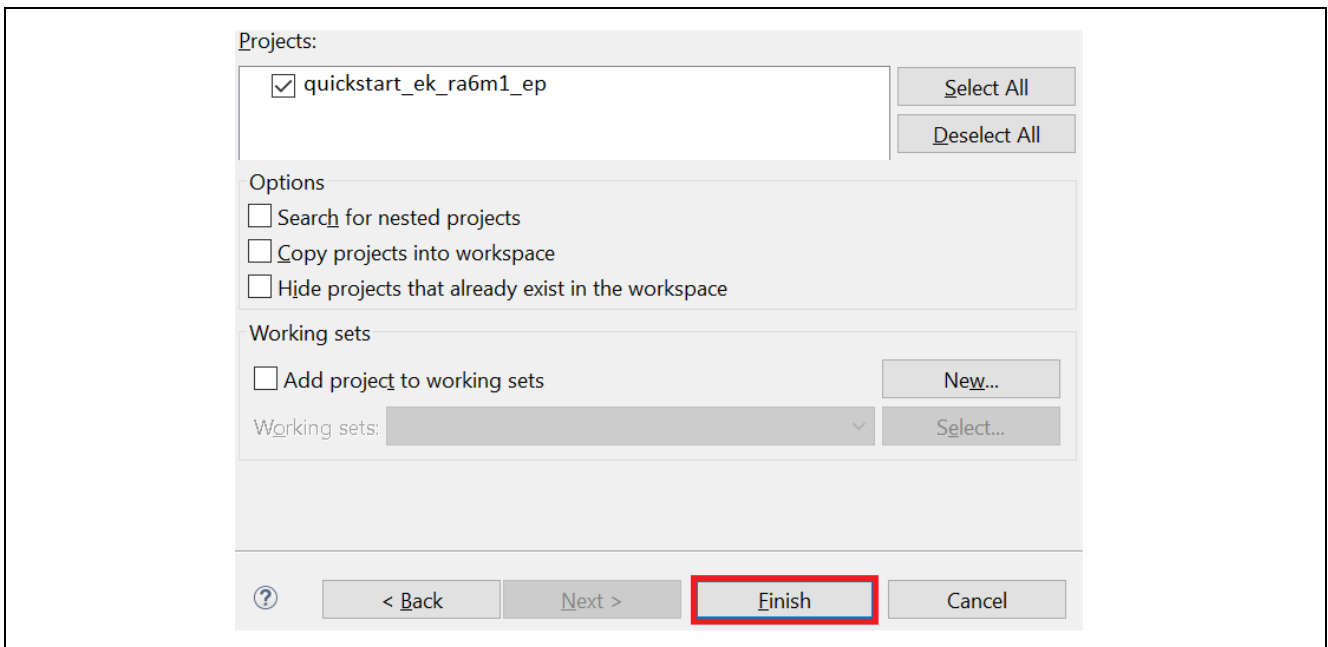 Projects:
quickstart_ek_ra6m1_ep
Select All
Deselect All
Options
Search for nested projects
Copy projects into workspace
Hide projects that already exist in the workspace
Working sets
Add project to working sets
New...
Working sets:
Select...
? < Back Next > Finish Cancel